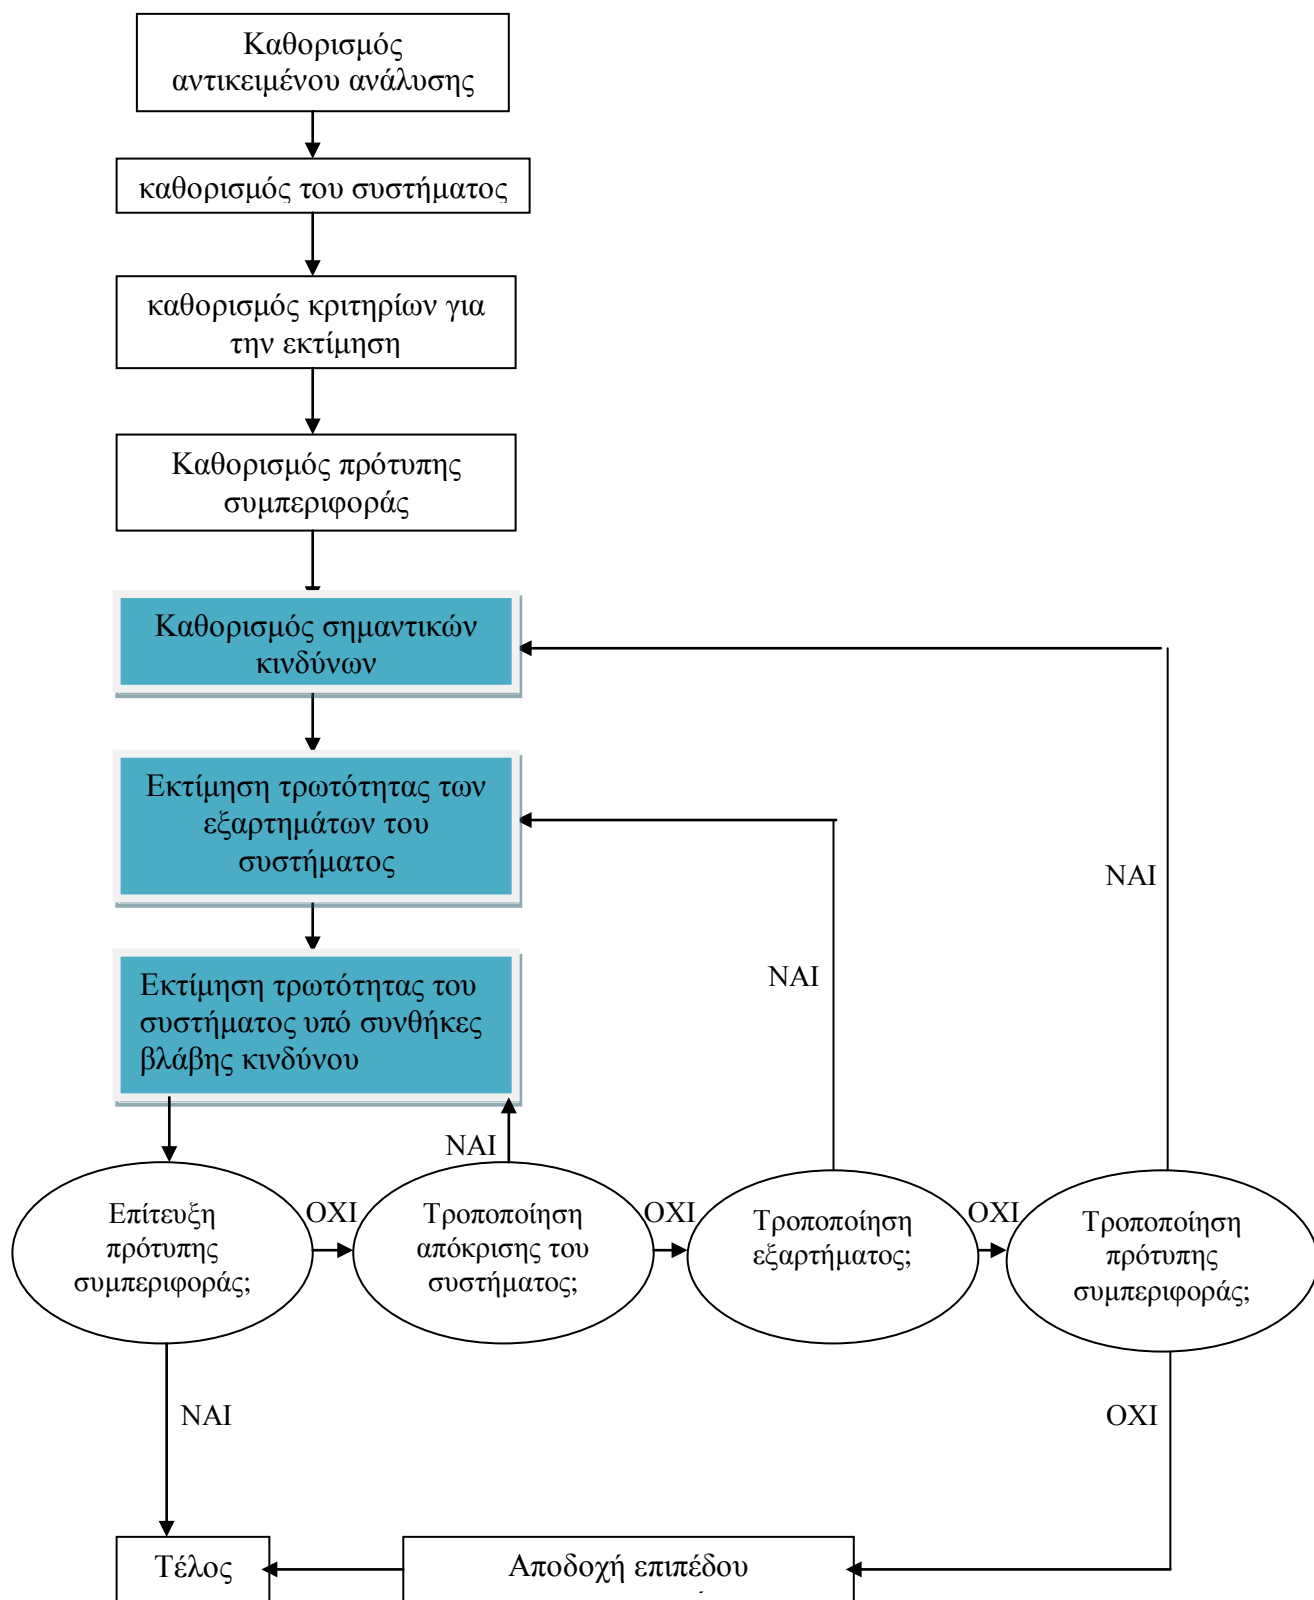 Καθορισμός
αντικειμένου ανάλυσης
καθορισμός του συστήματος
καθορισμός κριτηρίων για
την εκτίμηση
Καθορισμός πρότυπης
συμπεριφοράς
Καθορισμός σημαντικών
κινδύνων
Εκτίμηση τρωτότητας των
εξαρτημάτων του
συστήματος
ΝΑΙ
ΝΑΙ
Εκτίμηση τρωτότητας του
συστήματος υπό συνθήκες
βλάβης κινδύνου
ΝΑΙ
Επίτευξη
πρότυπης
συμπεριφοράς;
ΟΧΙ
Τροποποίηση
απόκρισης του
συστήματος;
ΟΧΙ
Τροποποίηση
εξαρτήματος;
ΟΧΙ
Τροποποίηση
πρότυπης
συμπεριφοράς;
ΝΑΙ
ΟΧΙ
Τέλος
Αποδοχή επιπέδου